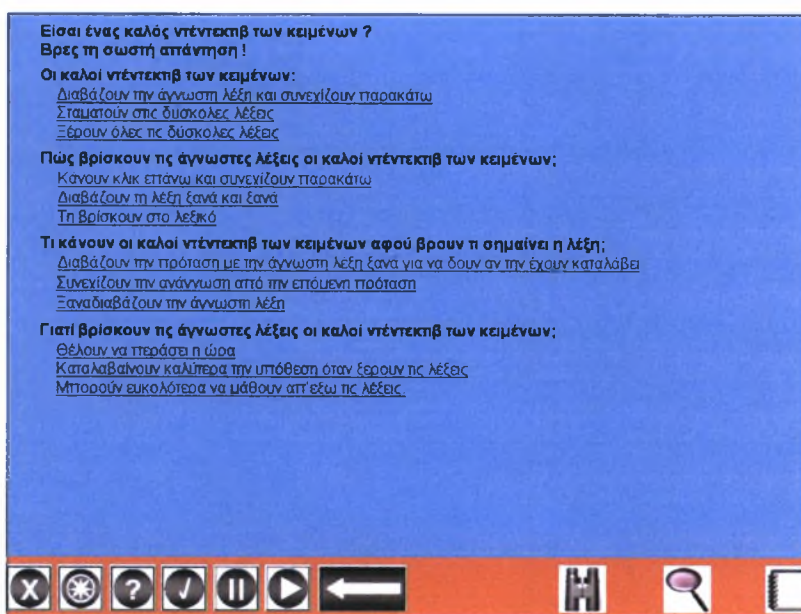 Είσαι ένας καλός ντέντεκτιβ των κειμένων ?
Βρες τη σωστή απάντηση !
Οι καλοί ντέντεκτιβ των κειμένων:
Διαβάζουν την άγνωστη λέξη και συνεχίζουν παρακάτω
Σταματούν στις δύσκολες λέξεις
Ξέρουν όλες τις δύσκολες λέξεις
Πώς βρίσκουν τις άγνωστες λέξεις οι καλοί ντέντεκτιβ των κειμένων;
Κάνουν κλικ επάνω και συνεχίζουν παρακάτω
Διαβάζουν τη λέξη ξανά και ξανά
Τη βρίσκουν στο λεξικό
Τι κάνουν οι καλοί ντέντεκτιβ των κειμένων αφού βρουν τι σημαίνει η λέξη;
Διαβάζουν την πρόταση με την άγνωστη λέξη ξανά για να δουν αν την έχουν καταλάβει
Συνεχίζουν την ανάγνωση από την επόμενη πρόταση
Ξαναδιαβάζουν την άγνωστη λέξη
Γιατί βρίσκουν τις άγνωστες λέξεις οι καλοί ντέντεκτιβ των κειμένων;
Θέλουν να περάσει η ώρα
Καταλαβαίνουν καλύτερα την υπόθεση όταν ξέρουν τις λέξεις
Μπορούν ευκολότερα να μάθουν απ'έξω τις λέξεις.